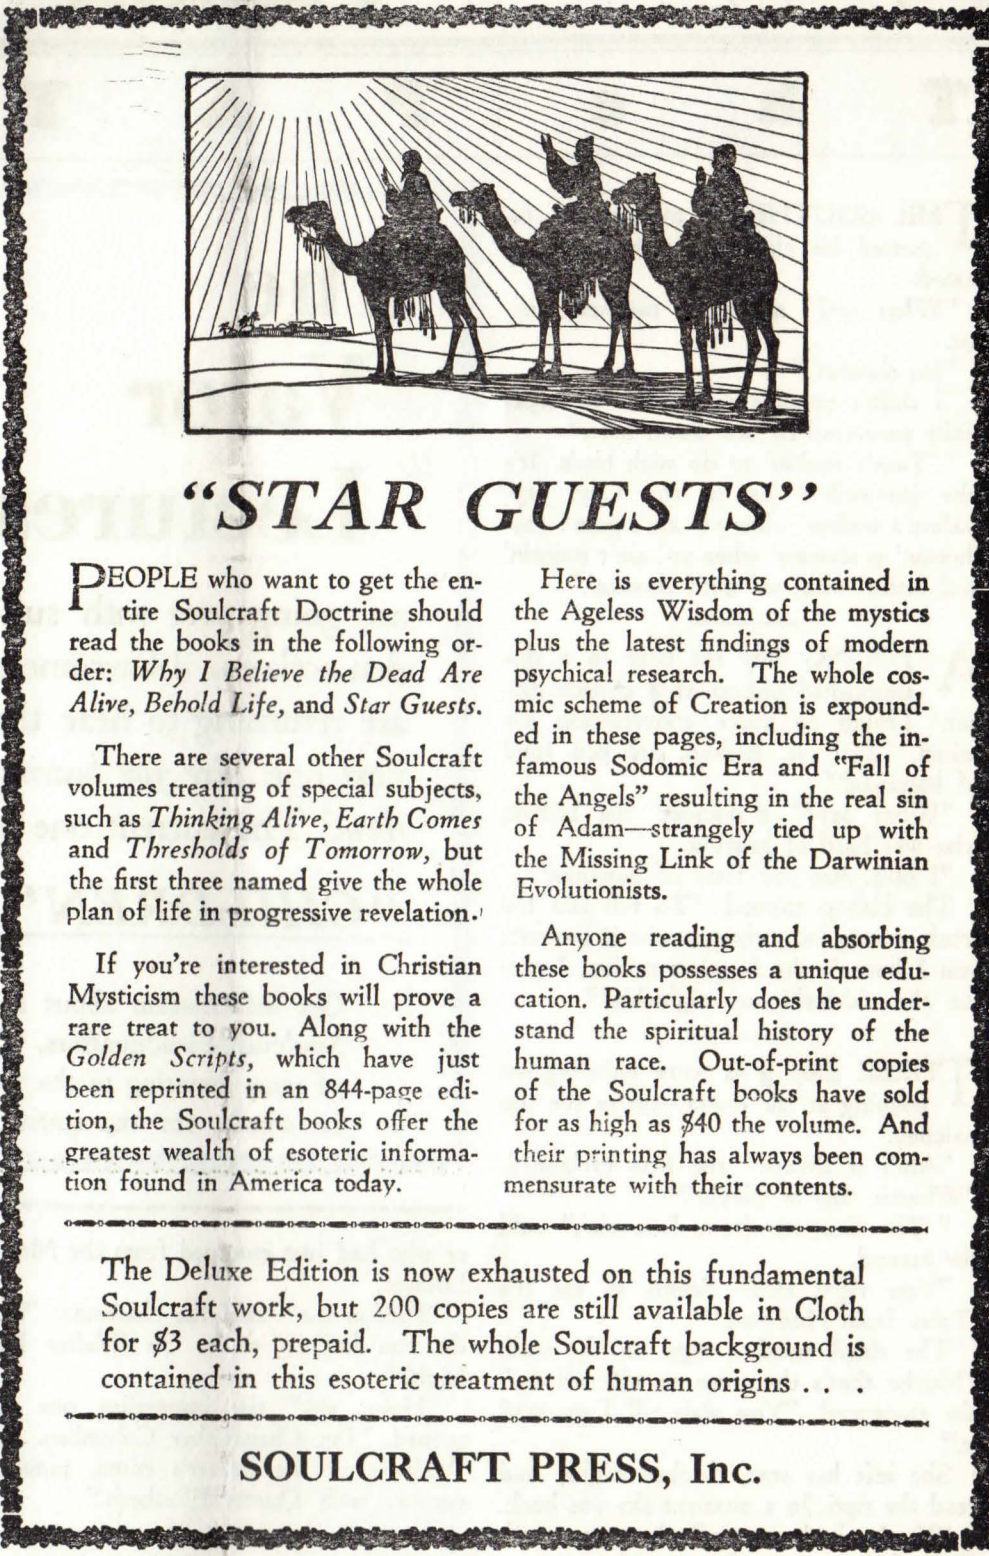 “STAR GUESTS”
PEOPLE who want to get the en-
tire Soulcraft Doctrine should
read the books in the following or-
der: Why I Believe the Dead Are
Alive, Behold Life, and Star Guests.
There are several other Soulcraft
volumes treating of special subjects,
such as Thinking Alive, Earth Comes
and Thresholds of Tomorrow, but
the first three named give the whole
plan of life in progressive revelation.
If you're interested in Christian
Mysticism these books will prove a
rare treat to you. Along with the
Golden Scripts, which have just
been reprinted in an 844-page edi-
tion, the Soulcraft books offer the
greatest wealth of esoteric informa-
tion found in America today.
Here is everything contained in
the Ageless Wisdom of the mystics
plus the latest findings of modern
psychical research. The whole cos-
mic scheme of Creation is expound-
ed in these pages, including the in-
famous Sodomic Era and “Fall of
the Angels” resulting in the real sin
of Adam—strangely tied up with
the Missing Link of the Darwinian
Evolutionists.
Anyone reading and absorbing
these books possesses a unique edu-
cation. Particularly does he under-
stand the spiritual history of the
human race. Out-of-print copies
of the Soulcraft books have sold
for as high as $40 the volume. And
their printing has always been com-
mensurate with their contents.
The Deluxe Edition is now exhausted on this fundamental
Soulcraft work, but 200 copies are still available in Cloth
for $3 each, prepaid. The whole Soulcraft background is
contained in this esoteric treatment of human origins . . . .
SOULCRAFT PRESS, Inc.